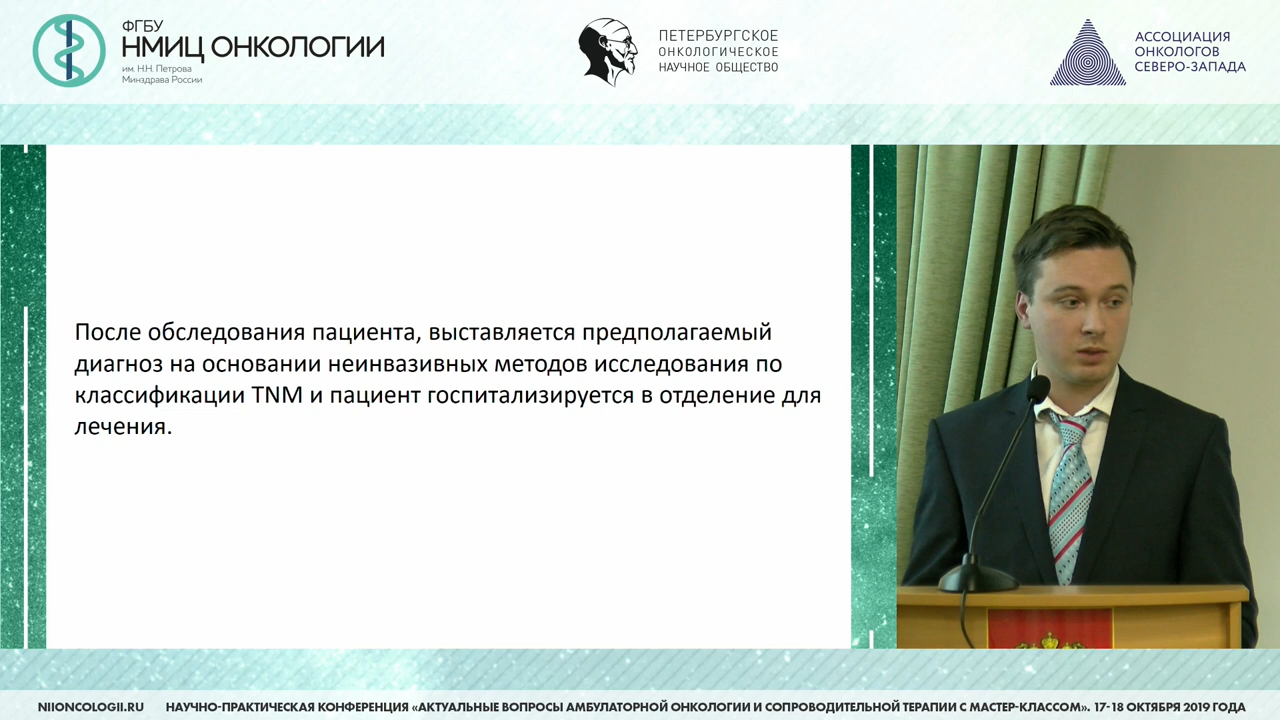 ФГБУ
НМИЦ ОНКОЛОГИИ
им. Н.Н. Петрова
Минздрава России
ПЕТЕРБУРГСКОЕ
ОНКОЛОГИЧЕСКОЕ
НАУЧНОЕ ОБЩЕСТВО
АССОЦИАЦИЯ
ОНКОЛОГОВ
СЕВЕРО-ЗАПАДА
После обследования пациента, выставляется предполагаемый
диагноз на основании неинвазивных методов исследования по
классификации TNM и пациент госпитализируется в отделение для
лечения.
NIIONCOLOGII.RU НАУЧНО-ПРАКТИЧЕСКАЯ КОНФЕРЕНЦИЯ «АКТУАЛЬНЫЕ ВОПРОСЫ АМБУЛАТОРНОЙ ОНКОЛОГИИ И СОПРОВОДИТЕЛЬНОЙ ТЕРАПИИ С МАСТЕР-КЛАССОМ». 17-18 ОКТЯБРЯ 2019 ГОДА